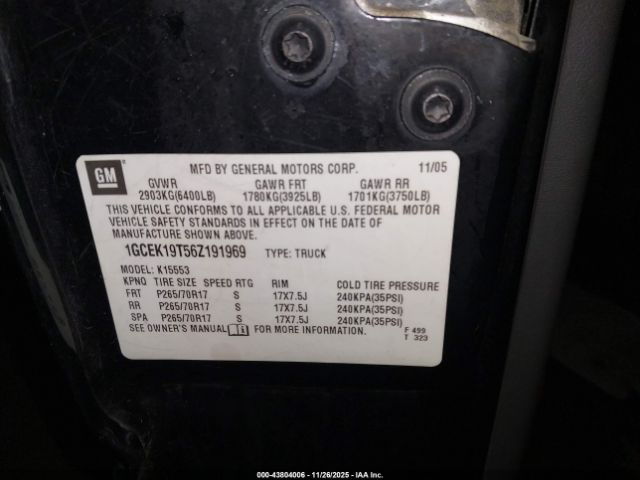 GM
MFD BY GENERAL MOTORS CORP. 11/05
GVWR GAWR FRT GAWR RR
2903KG(6400LB) 1780KG(3925LB) 1701KG(3750LB)
THIS VEHICLE CONFORMS TO ALL APPLICABLE U.S. FEDERAL MOTOR
VEHICLE SAFETY STANDARDS IN EFFECT ON THE DATE OF
MANUFACTURE SHOWN ABOVE.
1GCEK19T56Z191969 TYPE: TRUCK
MODEL: K15553
KPNO TIRE SIZE SPEED RTG RIM COLD TIRE PRESSURE
FRT P265/70R17 S 17X7.5J 240KPA(35PSI)
RR P265/70R17 S 17X7.5J 240KPA(35PSI)
SPA P265/70R17 S 17X7.5J 240KPA(35PSI)
SEE OWNER'S MANUAL FOR MORE INFORMATION. F 499
T 323
000-43804006 - 11/26/2025 - IAA Inc.